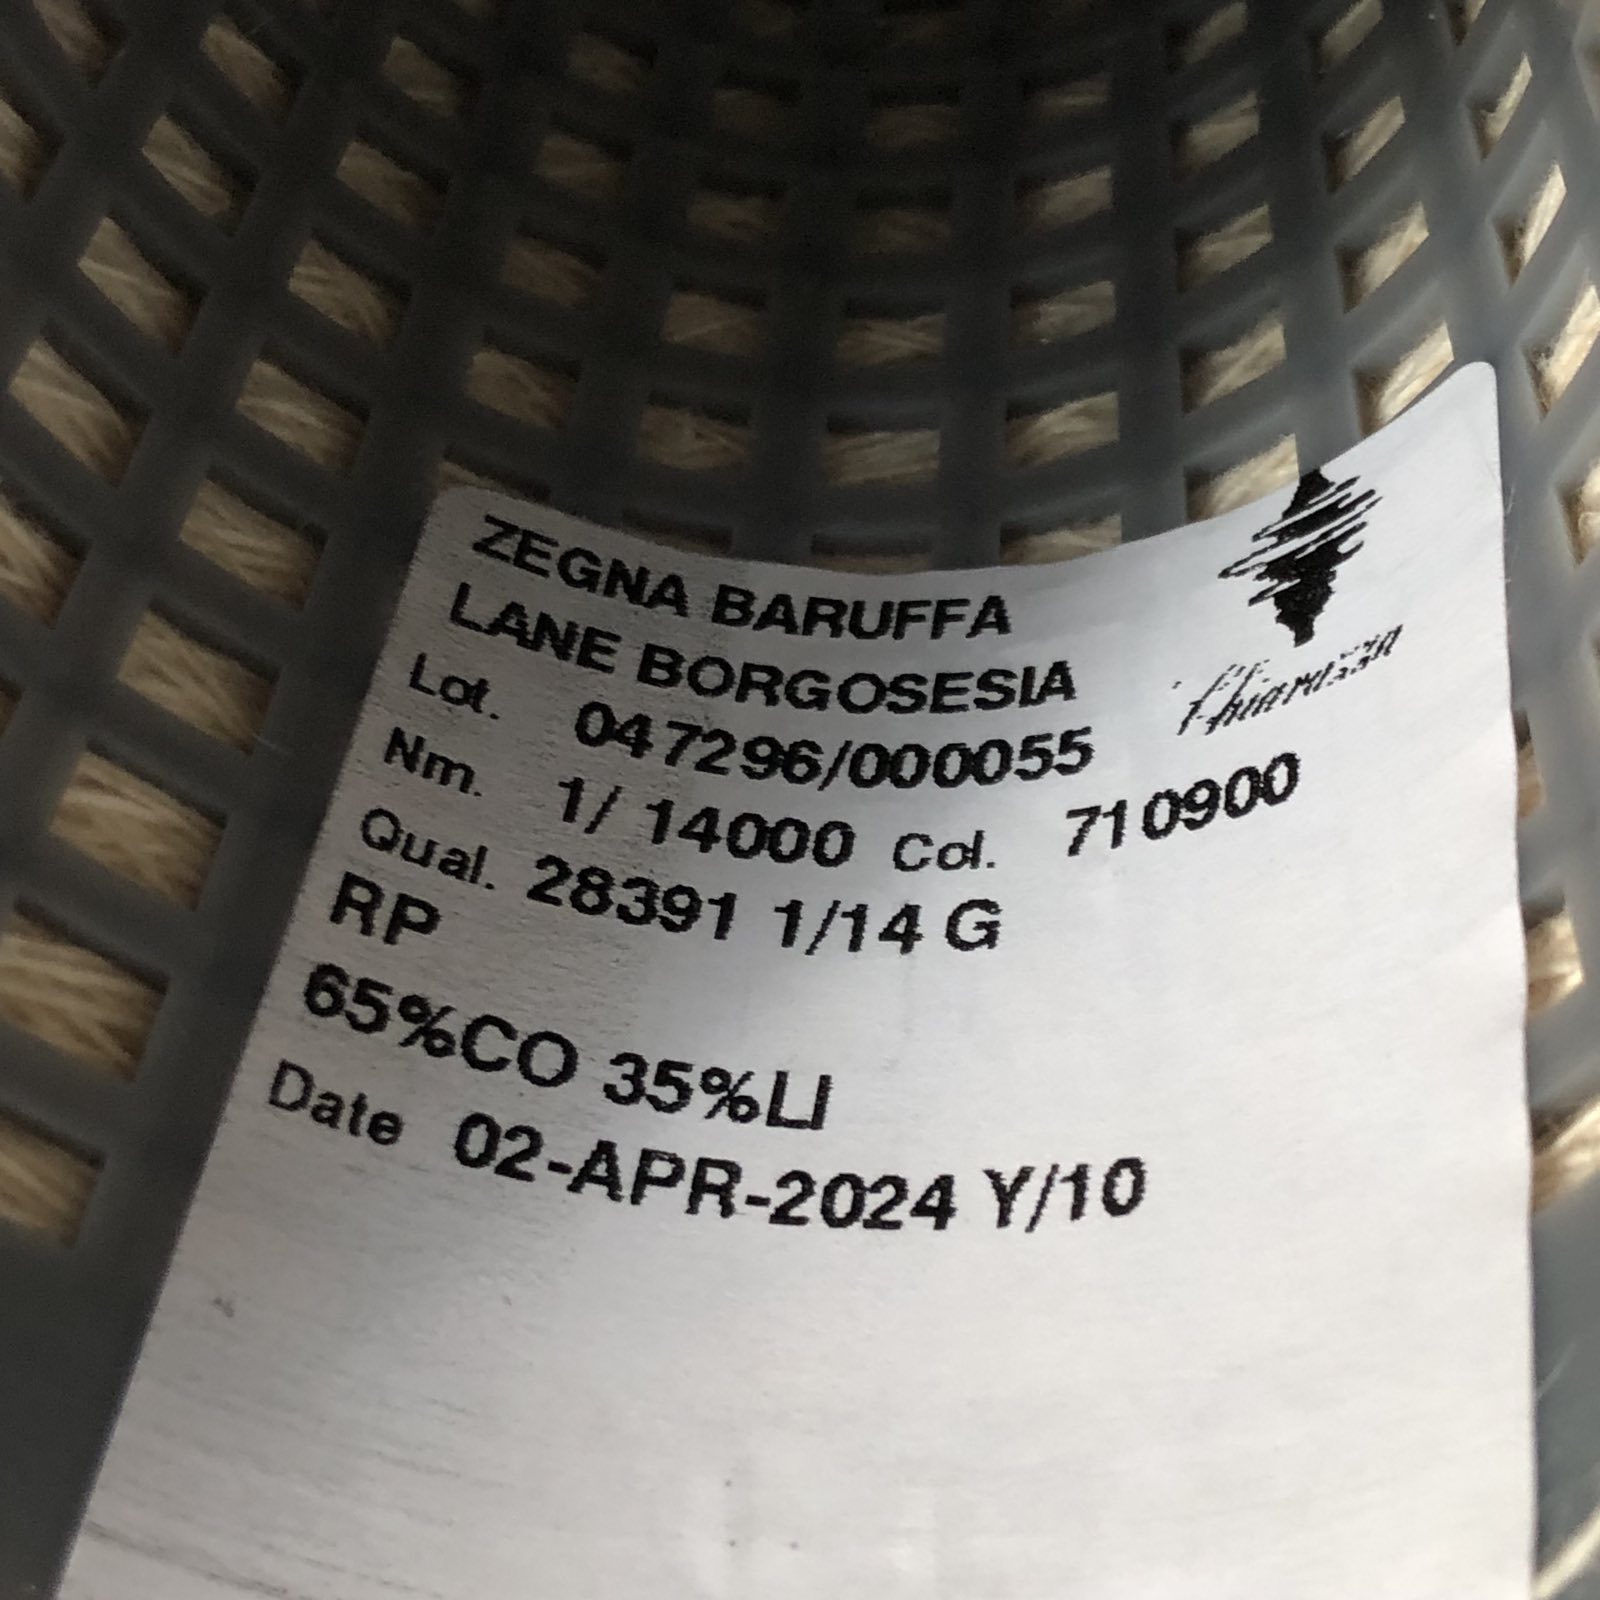 ZEGNA BARUFFA
LANE BORGOSESIA
Chiavazza
Lot. 047296/000055
Nm. 1/ 14000 Col. 710900
Qual. 28391 1/14 G
RP
65%CO 35%LI
Date 02-APR-2024 Y/10